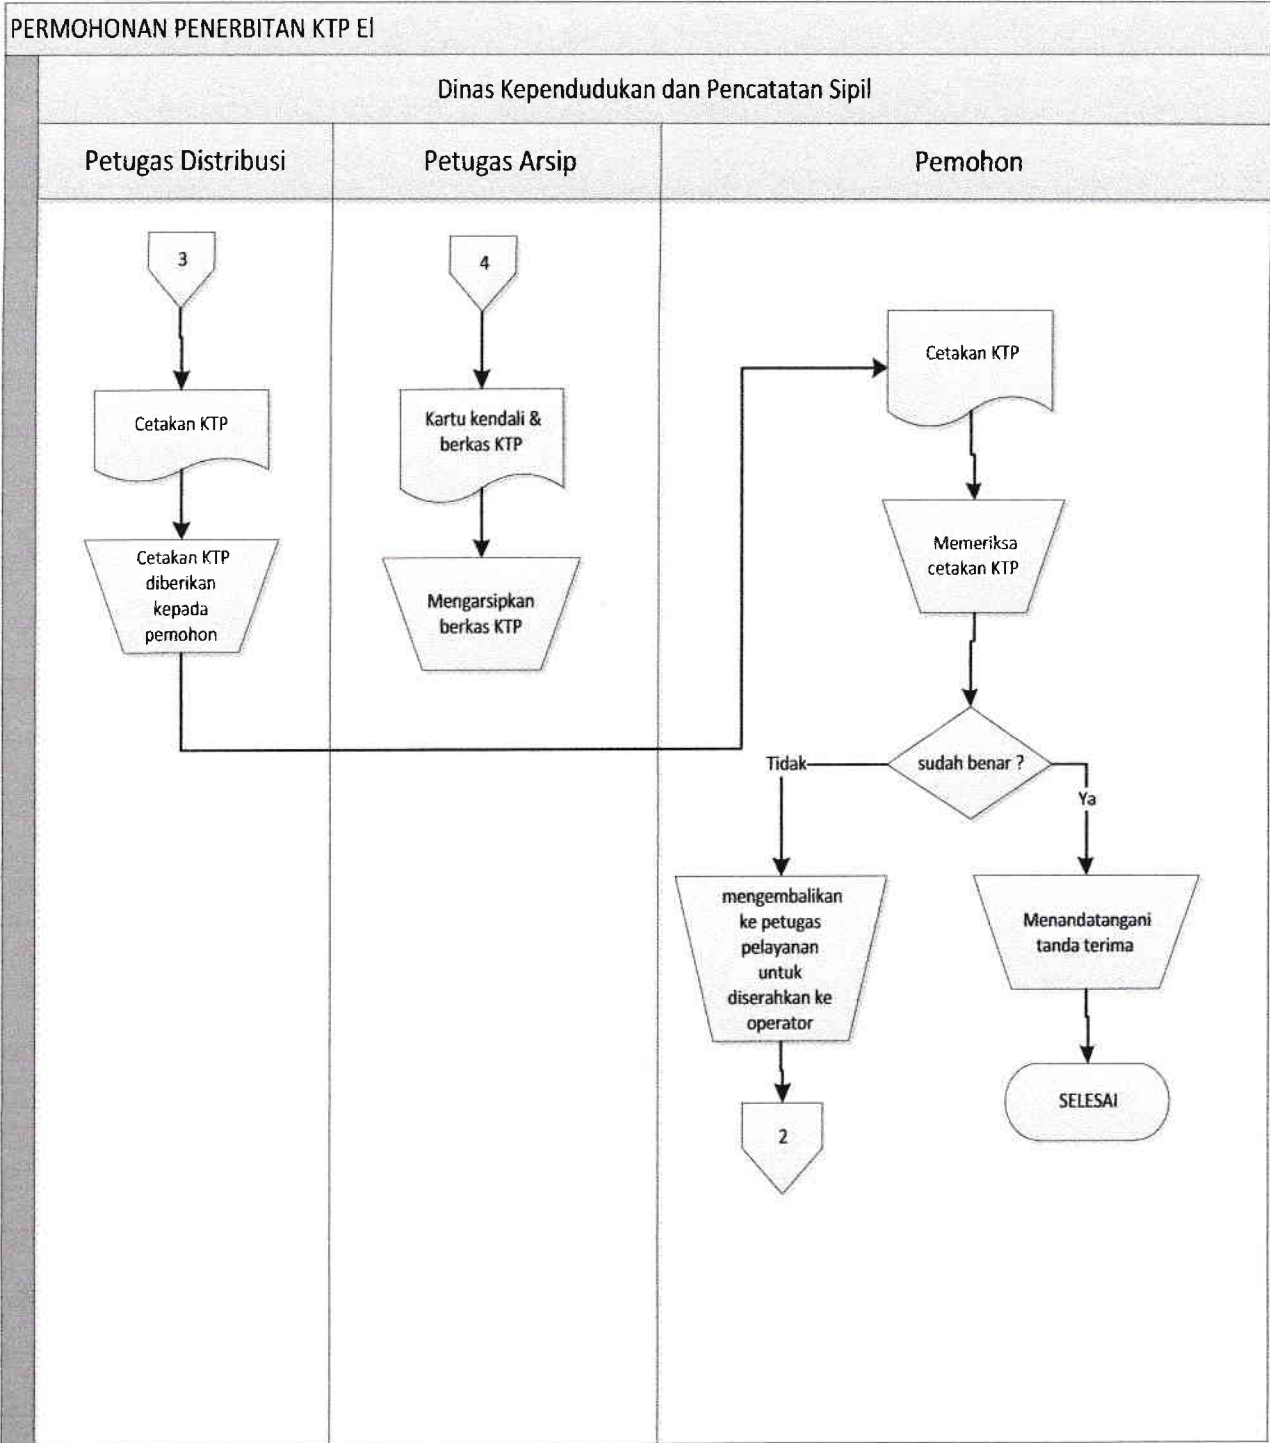 PERMOHONAN PENERBITAN KTP El
Dinas Kependudukan dan Pencatatan Sipil
Petugas Distribusi
Petugas Arsip
Pemohon
3
Cetakan KTP
Cetakan KTP
diberikan
kepada
pemohon
4
Kartu kendali &
berkas KTP
Mengarsipkan
berkas KTP
Cetakan KTP
Memeriksa
cetakan KTP
sudah benar ?
Tidak
Ya
mengembalikan
ke petugas
pelayanan
untuk
diserahkan ke
operator
2
Menandatangani
tanda terima
SELESAI